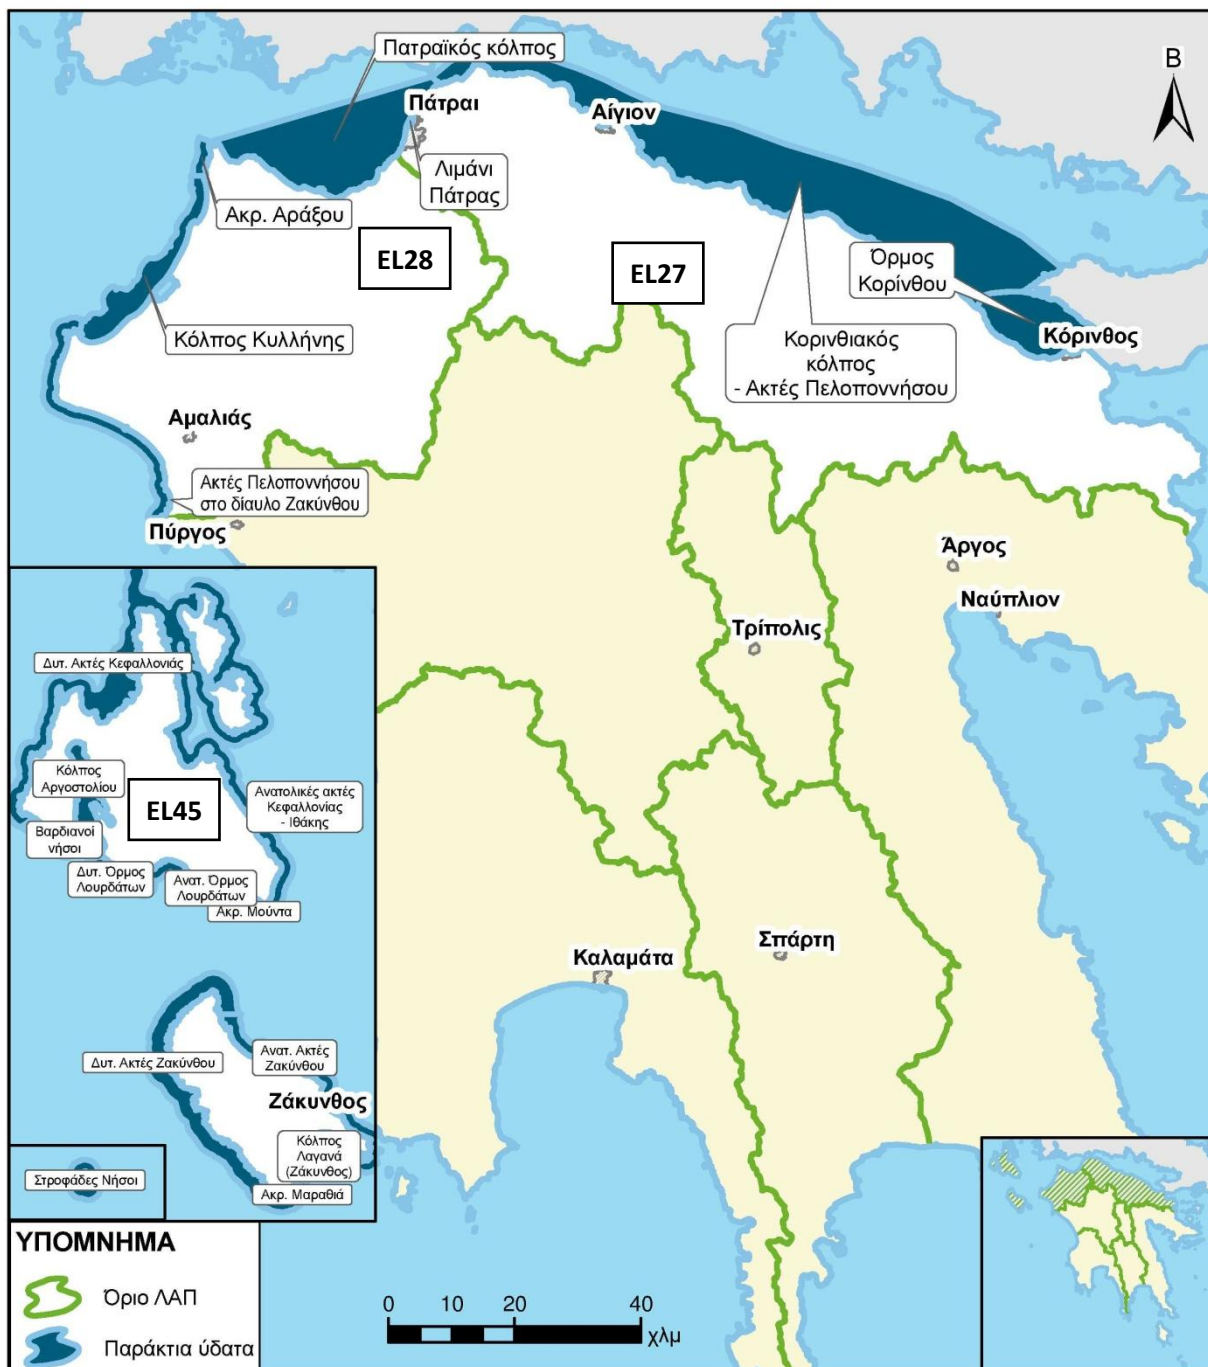 Πατραϊκός κόλπος
Β
Πάτραι
Αίγιον
Λιμάνι
Πάτρας
Ακρ. Αράξου
EL28
EL27
Όρμος
Κορίνθου
Κόλπος Κυλλήνης
Κορινθιακός
κόλπος
- Ακτές Πελοποννήσου
Κόρινθος
Αμαλιάς
Ακτές Πελοποννήσου
στο δίαυλο Ζακύνθου
Πύργος
Άργος
Ναύπλιον
Τρίπολις
Δυτ. Ακτές Κεφαλλονιάς
Κόλπος
Αργοστολίου
EL45
Ανατολικές ακτές
Κεφαλλονίας
- Ιθάκης
Βαρδιανοί
νήσοι
Δυτ. Όρμος
Λουρδάτων
Ανατ. Όρμος
Λουρδάτων
Ακρ. Μούντα
Σπάρτη
Καλαμάτα
Δυτ. Ακτές Ζακύνθου
Ανατ. Ακτές
Ζακύνθου
Ζάκυνθος
Κόλπος
Λαγανά
(Ζάκυνθος)
Στροφάδες Νήσοι
Ακρ. Μαραθιά
ΥΠΟΜΝΗΜΑ
Όριο ΛΑΠ
Παράκτια ύδατα
0 10 20 40
χλμ